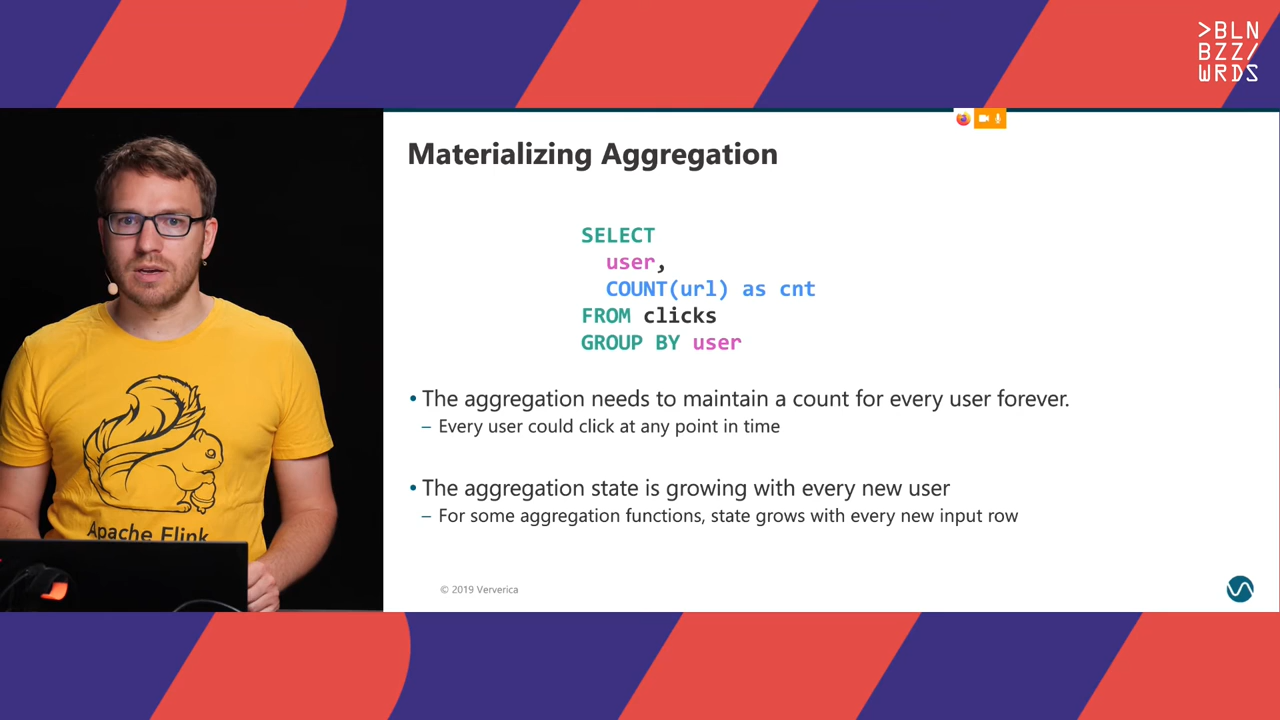 >BLN
BZZ/
WRDS
Materializing Aggregation
SELECT
user,
COUNT(url) as cnt
FROM clicks
GROUP BY user
• The aggregation needs to maintain a count for every user forever.
– Every user could click at any point in time
• The aggregation state is growing with every new user
– For some aggregation functions, state grows with every new input row
Apache Flink
© 2019 Ververica